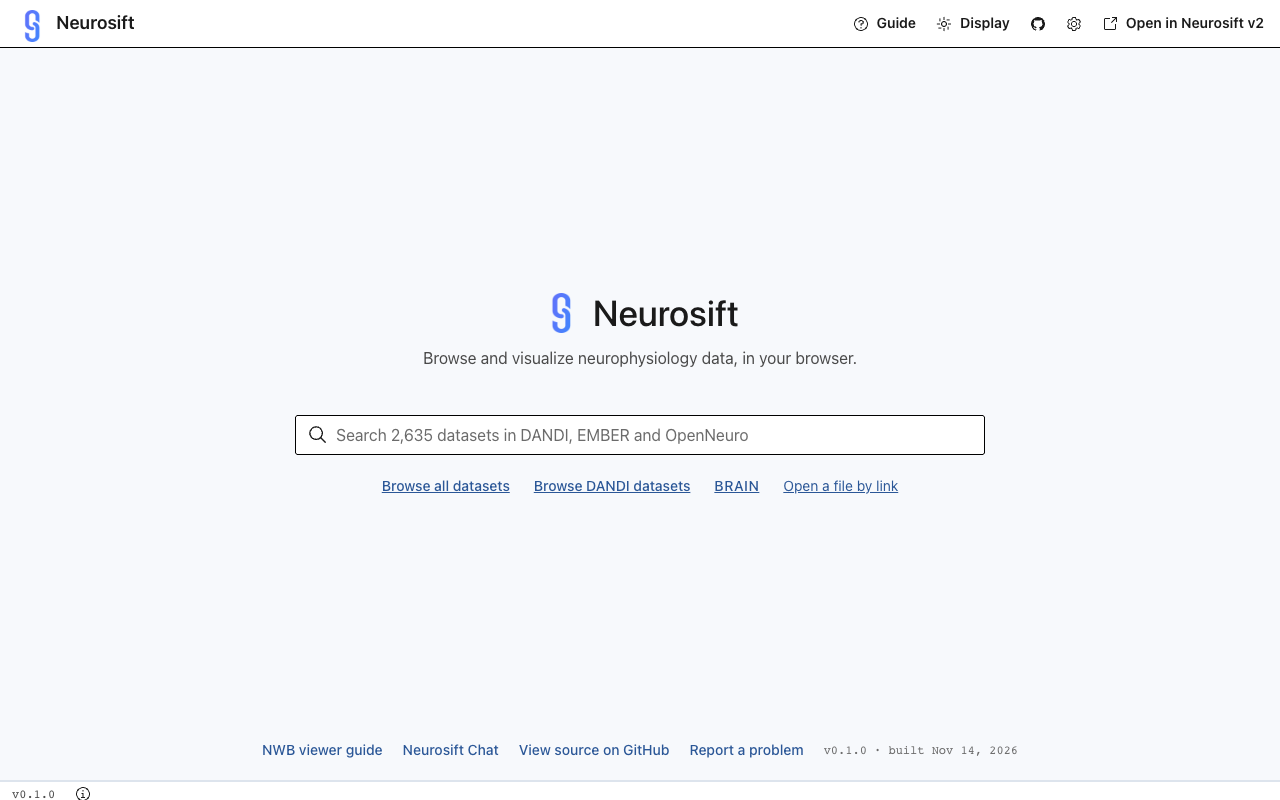 Neurosift
Guide Display Open in Neurosift v2
Neurosift
Browse and visualize neurophysiology data, in your browser.
Search 2,635 datasets in DANDI, EMBER and OpenNeuro
Browse all datasets Browse DANDI datasets BRAIN Open a file by link
NWB viewer guide Neurosift Chat View source on GitHub Report a problem v0.1.0 · built Nov 14, 2026
v0.1.0